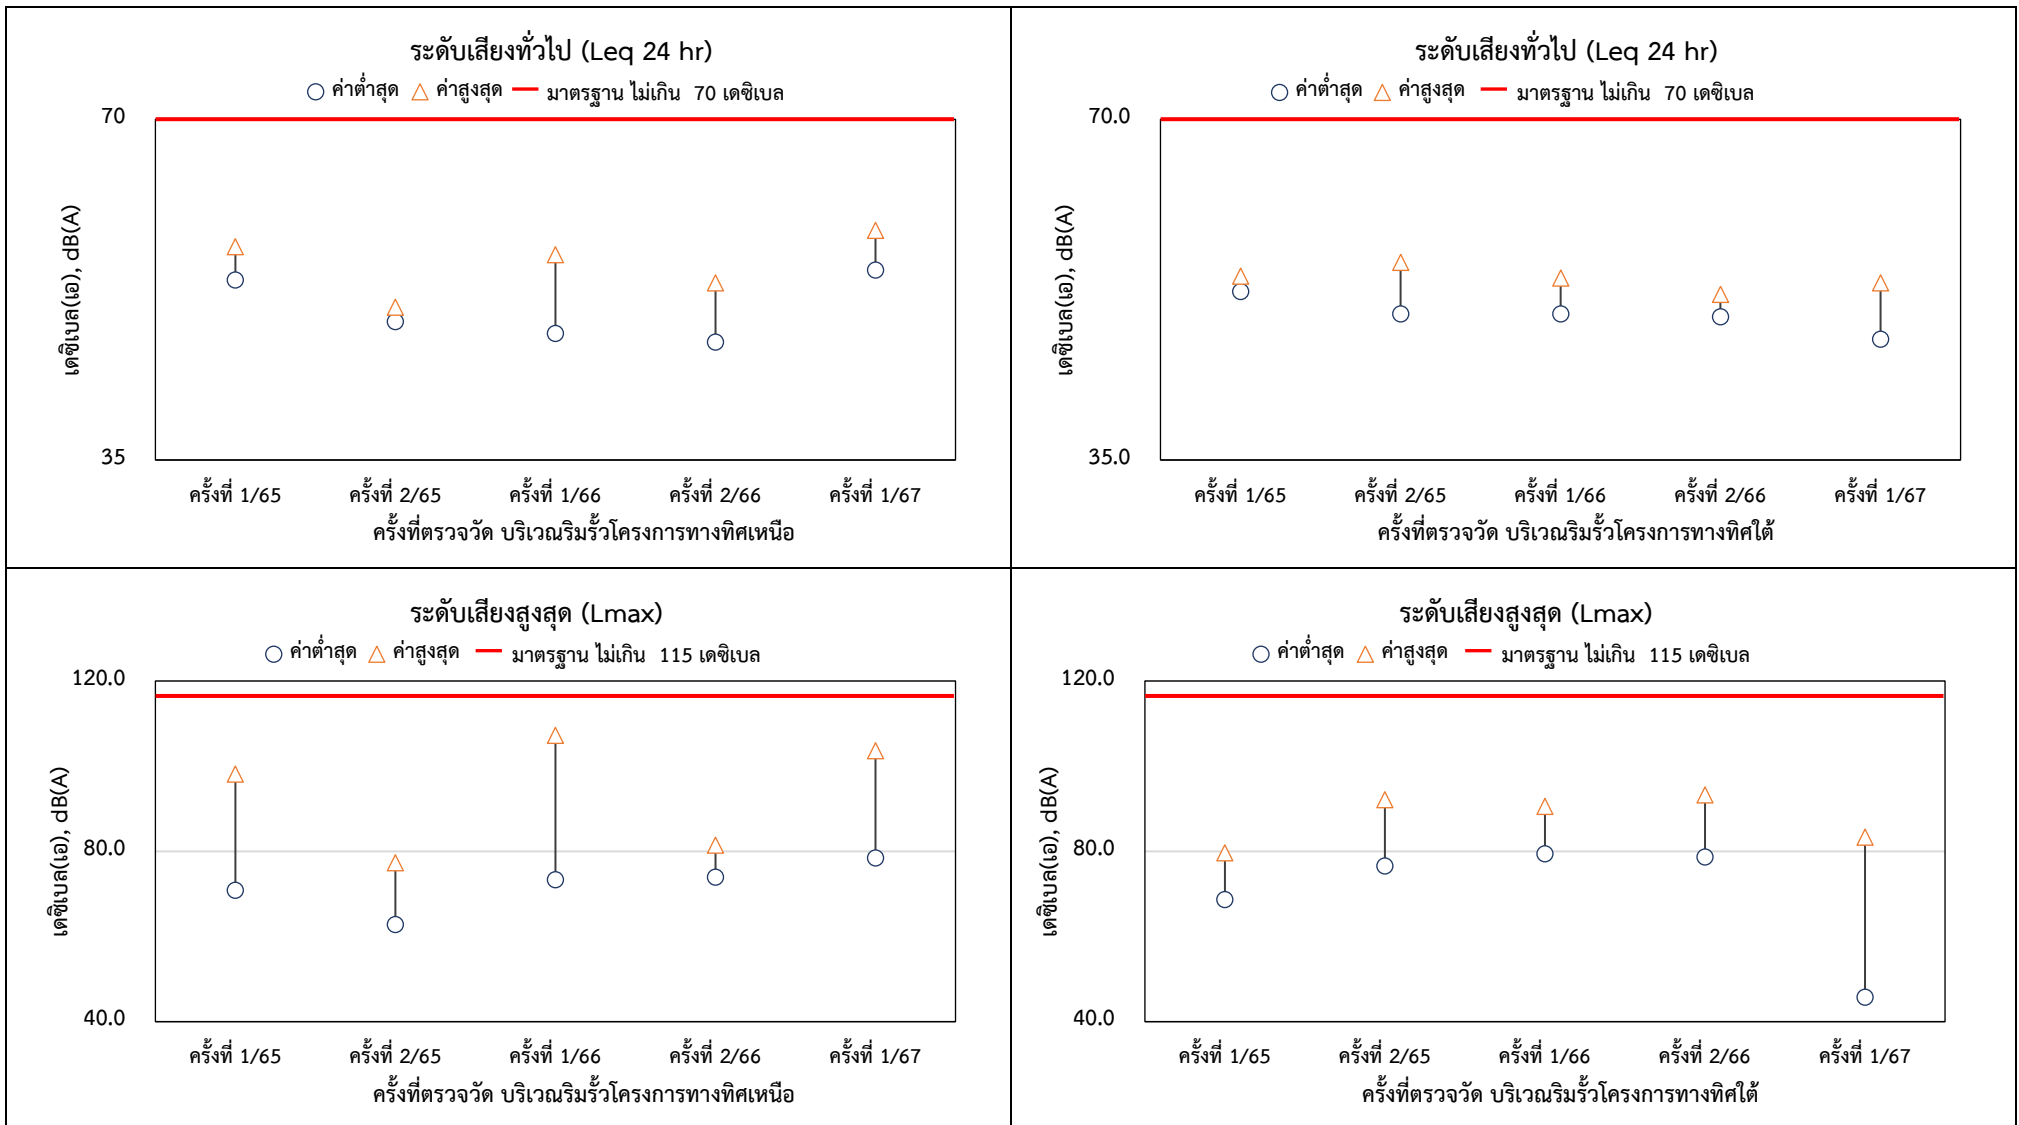 ระดับเสียงทั่วไป (Leq 24 hr)
ค่าต่ำสุด ค่าสูงสุด มาตรฐาน ไม่เกิน 70 เดซิเบล
70
เดซิเบล(เอ), dB(A)
35
ครั้งที่ 1/65 ครั้งที่ 2/65 ครั้งที่ 1/66 ครั้งที่ 2/66 ครั้งที่ 1/67
ครั้งที่ตรวจวัด บริเวณริมรั้วโครงการทางทิศเหนือ
ระดับเสียงทั่วไป (Leq 24 hr)
ค่าต่ำสุด ค่าสูงสุด มาตรฐาน ไม่เกิน 70 เดซิเบล
70.0
เดซิเบล(เอ), dB(A)
35.0
ครั้งที่ 1/65 ครั้งที่ 2/65 ครั้งที่ 1/66 ครั้งที่ 2/66 ครั้งที่ 1/67
ครั้งที่ตรวจวัด บริเวณริมรั้วโครงการทางทิศใต้
ระดับเสียงสูงสุด (Lmax)
ค่าต่ำสุด ค่าสูงสุด มาตรฐาน ไม่เกิน 115 เดซิเบล
120.0
เดซิเบล(เอ), dB(A)
80.0
40.0
ครั้งที่ 1/65 ครั้งที่ 2/65 ครั้งที่ 1/66 ครั้งที่ 2/66 ครั้งที่ 1/67
ครั้งที่ตรวจวัด บริเวณริมรั้วโครงการทางทิศเหนือ
ระดับเสียงสูงสุด (Lmax)
ค่าต่ำสุด ค่าสูงสุด มาตรฐาน ไม่เกิน 115 เดซิเบล
120.0
เดซิเบล(เอ), dB(A)
80.0
40.0
ครั้งที่ 1/65 ครั้งที่ 2/65 ครั้งที่ 1/66 ครั้งที่ 2/66 ครั้งที่ 1/67
ครั้งที่ตรวจวัด บริเวณริมรั้วโครงการทางทิศใต้